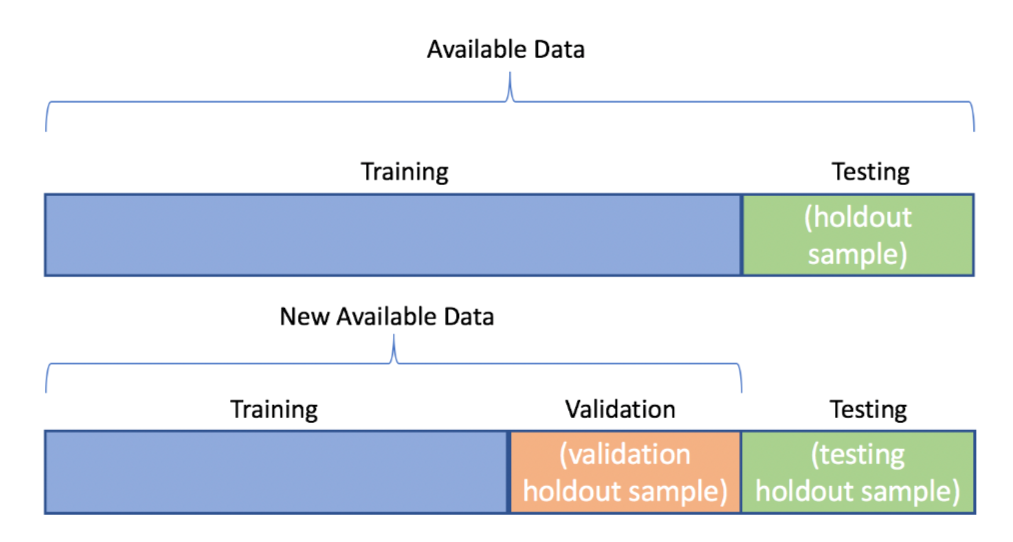 Available Data
Training
Testing
(holdout
sample)
New Available Data
Training
Validation
Testing
(validation
holdout sample)
(testing
holdout sample)